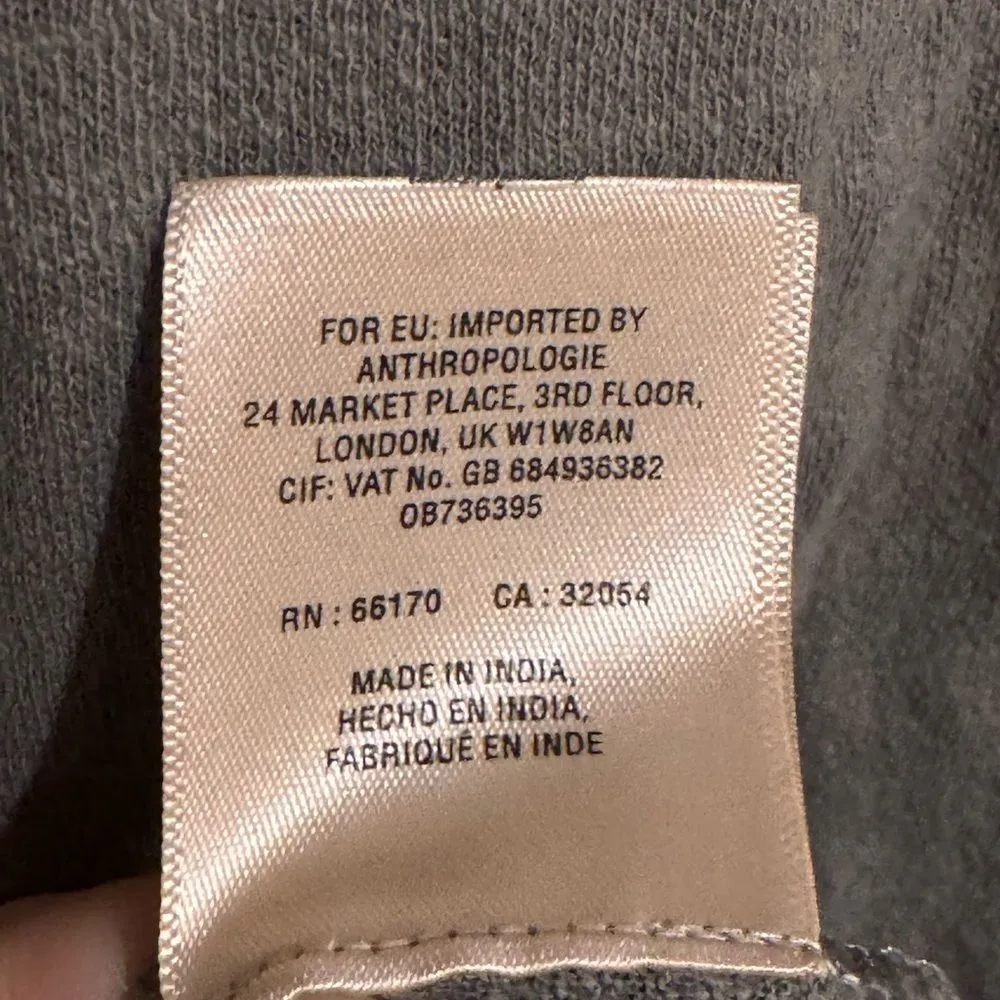 FOR EU: IMPORTED BY
ANTHROPOLOGIE
24 MARKET PLACE, 3RD FLOOR,
LONDON, UK W1W8AN
CIF: VAT No. GB 684936382
0B736395
RN : 66170 CA : 32054
MADE IN INDIA,
HECHO EN INDIA,
FABRIQUÉ EN INDE